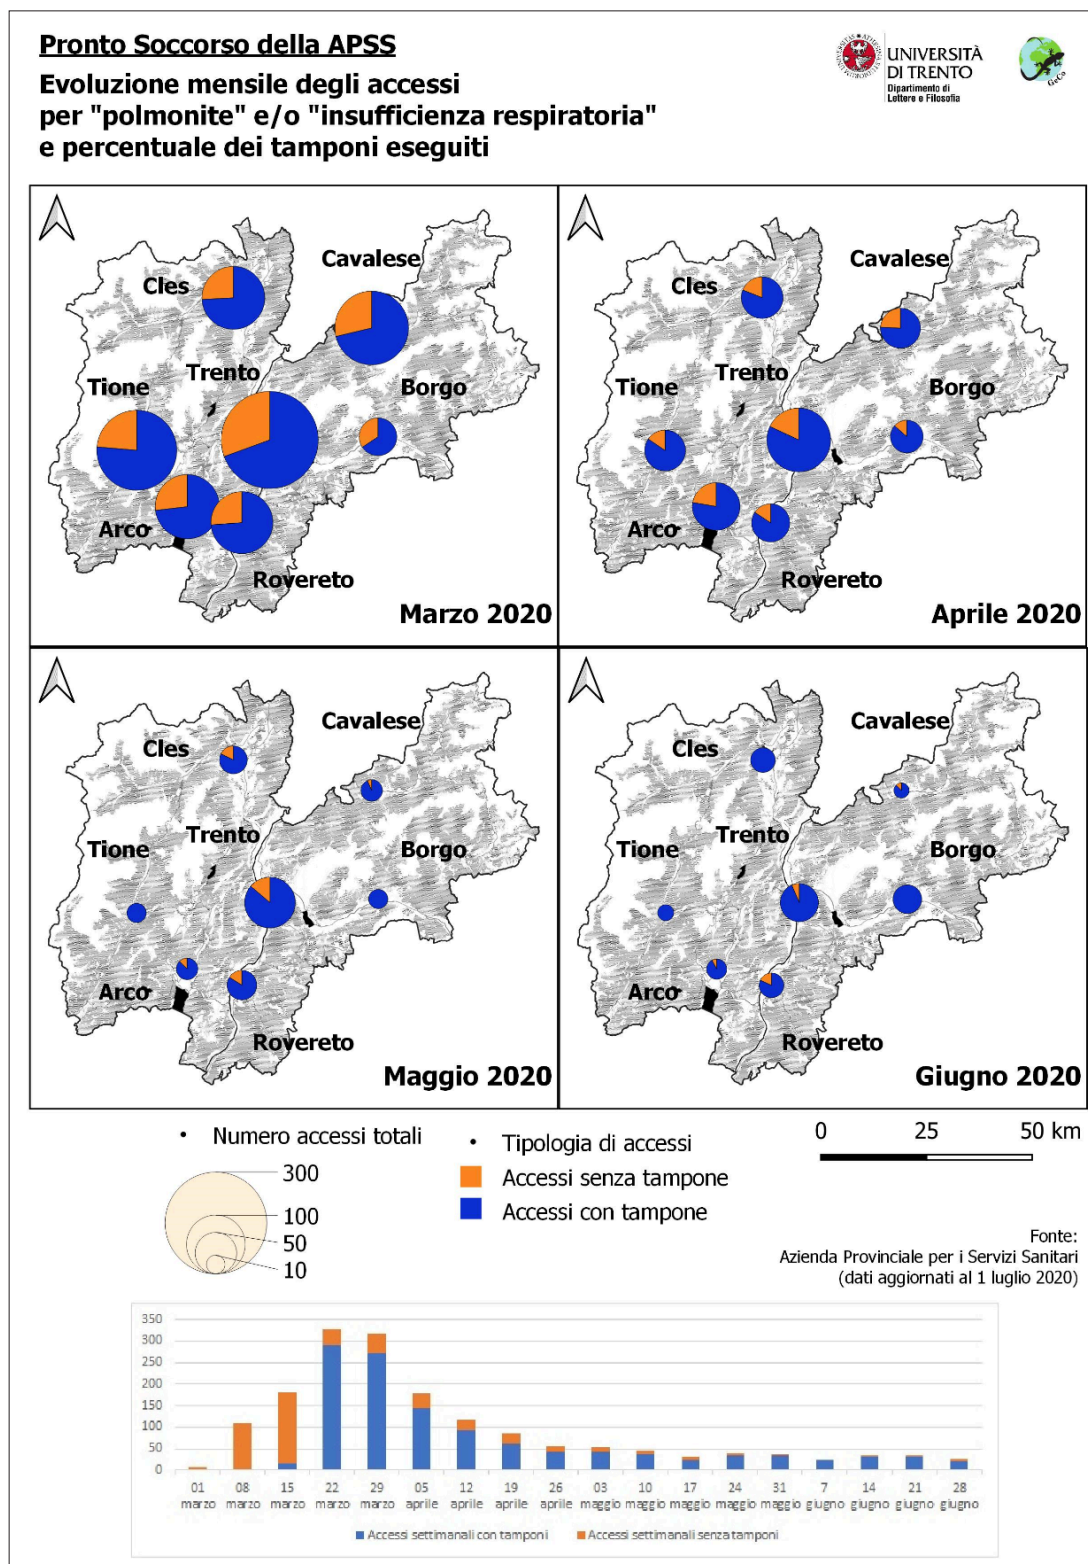 Pronto Soccorso della APSS
Evoluzione mensile degli accessi
per "polmonite" e/o "insufficienza respiratoria"
e percentuale dei tamponi eseguiti
UNIVERSITÀ
DI TRENTO
Dipartimento di
Lettere e Filosofia
GeCo
Cavalese
Cles
Trento
Tione
Borgo
Arco
Rovereto
Marzo 2020
Cavalese
Cles
Trento
Tione
Borgo
Arco
Rovereto
Aprile 2020
Cavalese
Cles
Trento
Tione
Borgo
Arco
Rovereto
Maggio 2020
Cavalese
Cles
Trento
Tione
Borgo
Arco
Rovereto
Giugno 2020
• Numero accessi totali
300
100
50
10
• Tipologia di accessi
Accessi senza tampone
Accessi con tampone
0 25 50 km
Fonte:
Azienda Provinciale per i Servizi Sanitari
(dati aggiornati al 1 luglio 2020)
350
300
250
200
150
100
50
0
01 08 15 22 29 05 12 19 26 03 10 17 24 31 7 14 21 28
marzo marzo marzo marzo marzo aprile aprile aprile aprile maggio maggio maggio maggio maggio giugno giugno giugno giugno
Accessi settimanali con tamponi Accessi settimanali senza tamponi